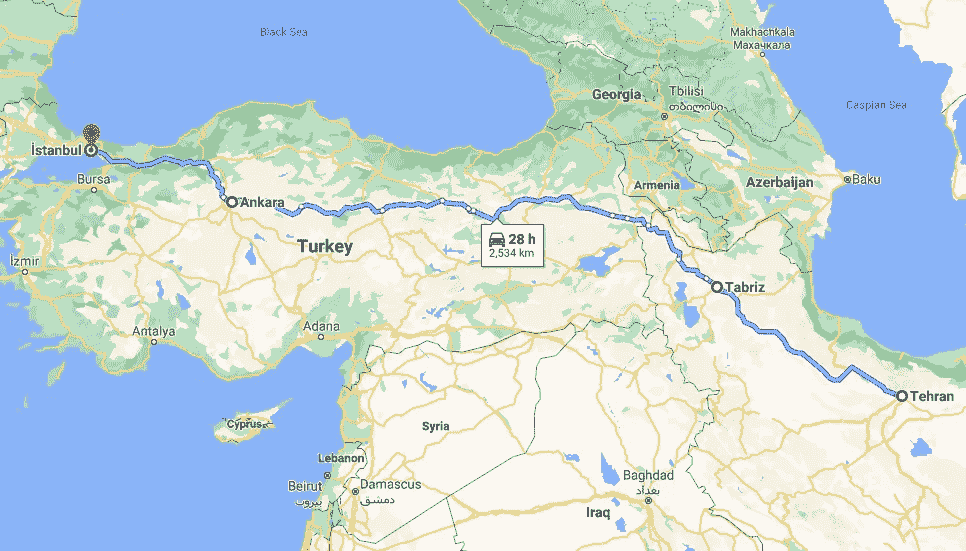 Black Sea
Makhachkala
Махачкала
Georgia
Tbilisi
თბილისი
Caspian Sea
İstanbul
Bursa
Armenia
Azerbaijan
Baku
Ankara
Turkey
28 h
2,534 km
İzmir
Tabriz
Antalya
Adana
Tehran
Cyprus
Syria
Lebanon
Beirut
بيروت
Damascus
دمشق
Baghdad
بغداد
Iraq